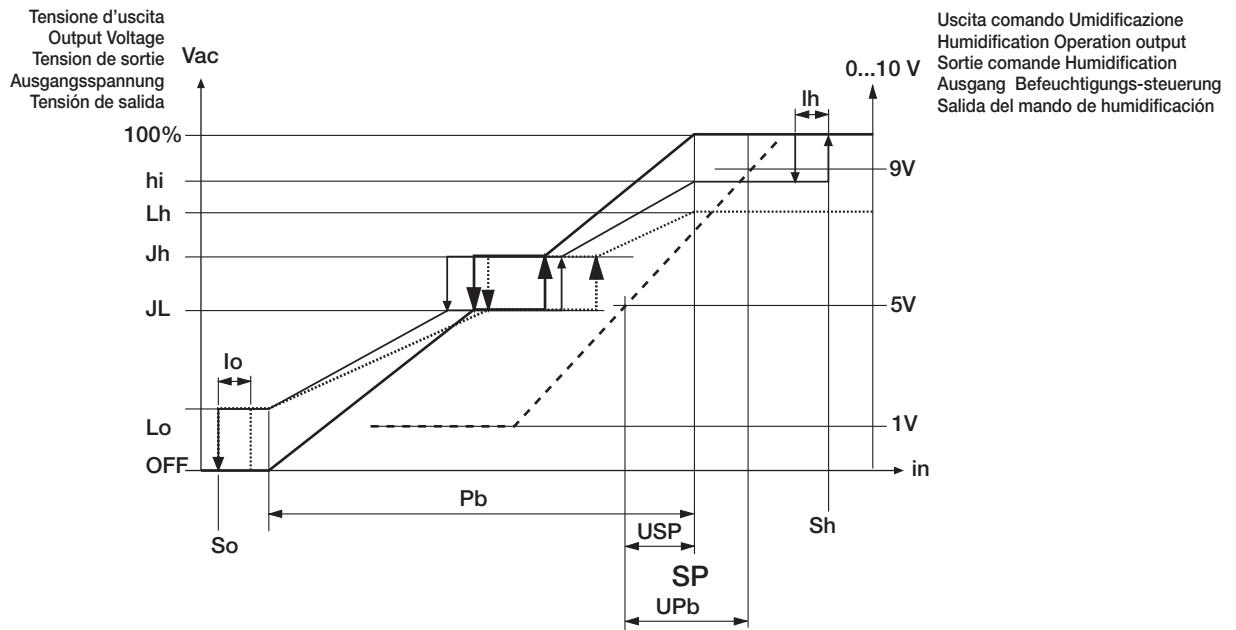 Tensione d'uscita
Output Voltage
Tension de sortie
Ausgangsspannung
Tensión de salida
Vac
Uscita comando Umidificazione
Humidification Operation output
Sortie comande Humidification
Ausgang Befeuchtigungs-steuerung
Salida del mando de humidificación
0...10 V
Ih
100%
9V
hi
Lh
Jh
JL
5V
Io
Lo
1V
OFF
in
Pb
So
USP
Sh
SP
UPb